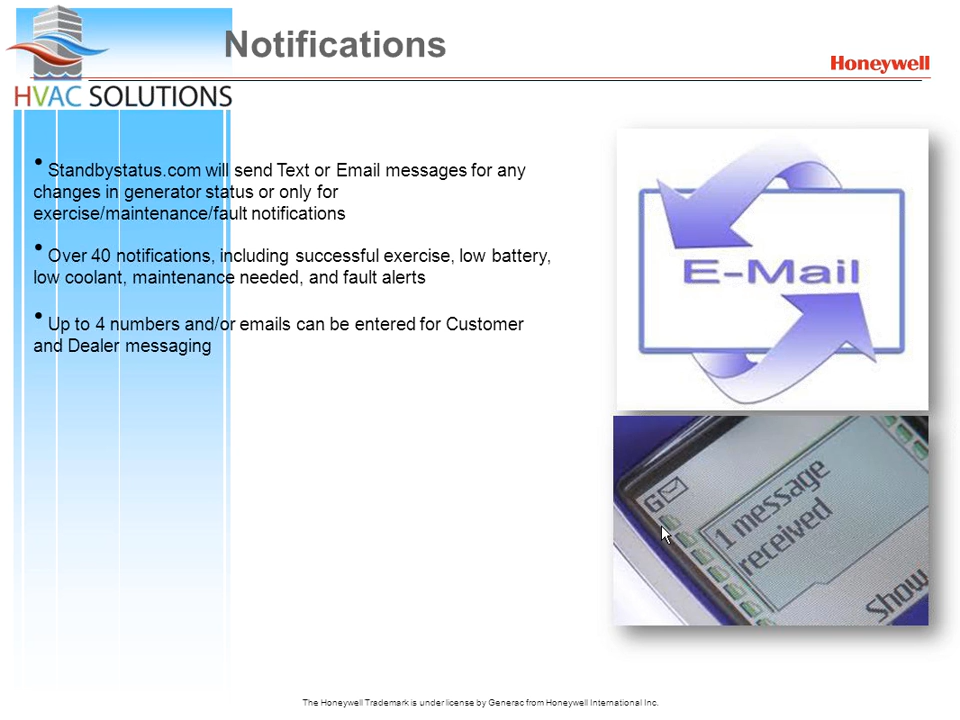 Notifications
Honeywell
HVAC SOLUTIONS
• Standbystatus.com will send Text or Email messages for any
changes in generator status or only for
exercise/maintenance/fault notifications
• Over 40 notifications, including successful exercise, low battery,
low coolant, maintenance needed, and fault alerts
• Up to 4 numbers and/or emails can be entered for Customer
and Dealer messaging
E-Mail
G
1 message
received
Show
The Honeywell Trademark is under license by Generac from Honeywell International Inc.